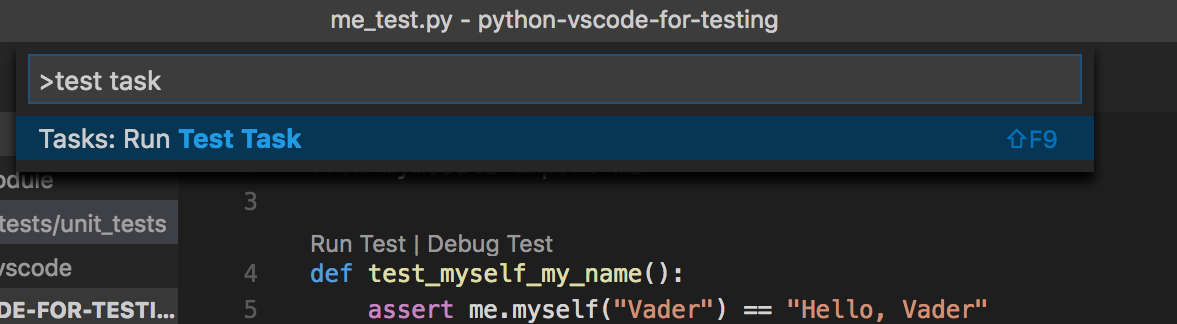 me_test.py - python-vscode-for-testing
>test task
Tasks: Run Test Task ⇧F9
odule
3
tests/unit_tests
Run Test | Debug Test
vscode
4 def test_myself_my_name():
DE-FOR-TESTI...
5 assert me.myself("Vader") == "Hello, Vader"